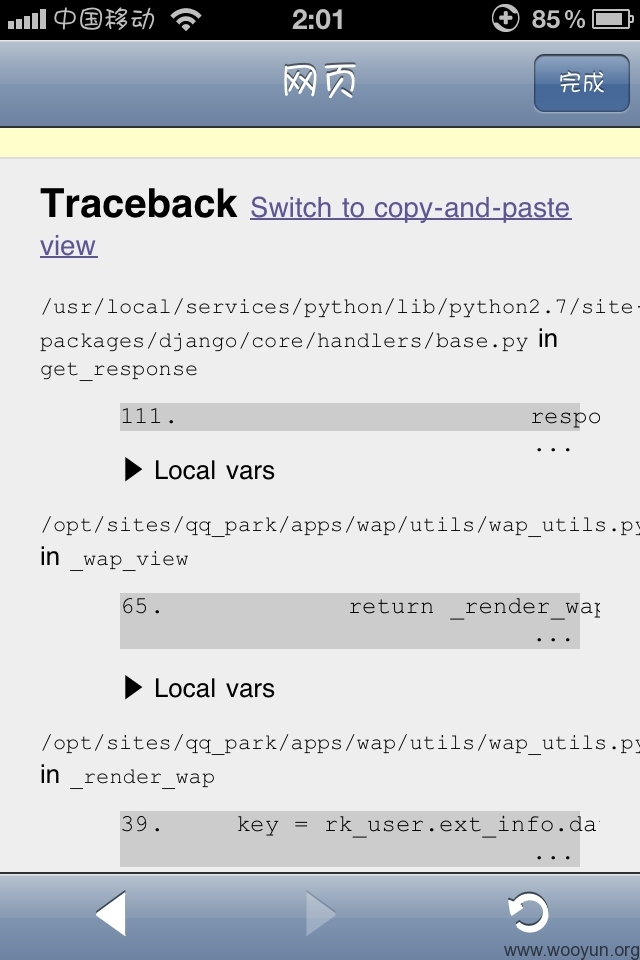 中国移动 2:01 85%
网页 完成
Traceback Switch to copy-and-paste
view
/usr/local/services/python/lib/python2.7/site-
packages/django/core/handlers/base.py in
get_response
111. respo
...
▶ Local vars
/opt/sites/qq_park/apps/wap/utils/wap_utils.py
in _wap_view
65. return _render_wap
...
▶ Local vars
/opt/sites/qq_park/apps/wap/utils/wap_utils.py
in _render_wap
39. key = rk_user.ext_info.da
...
www.wooyun.org